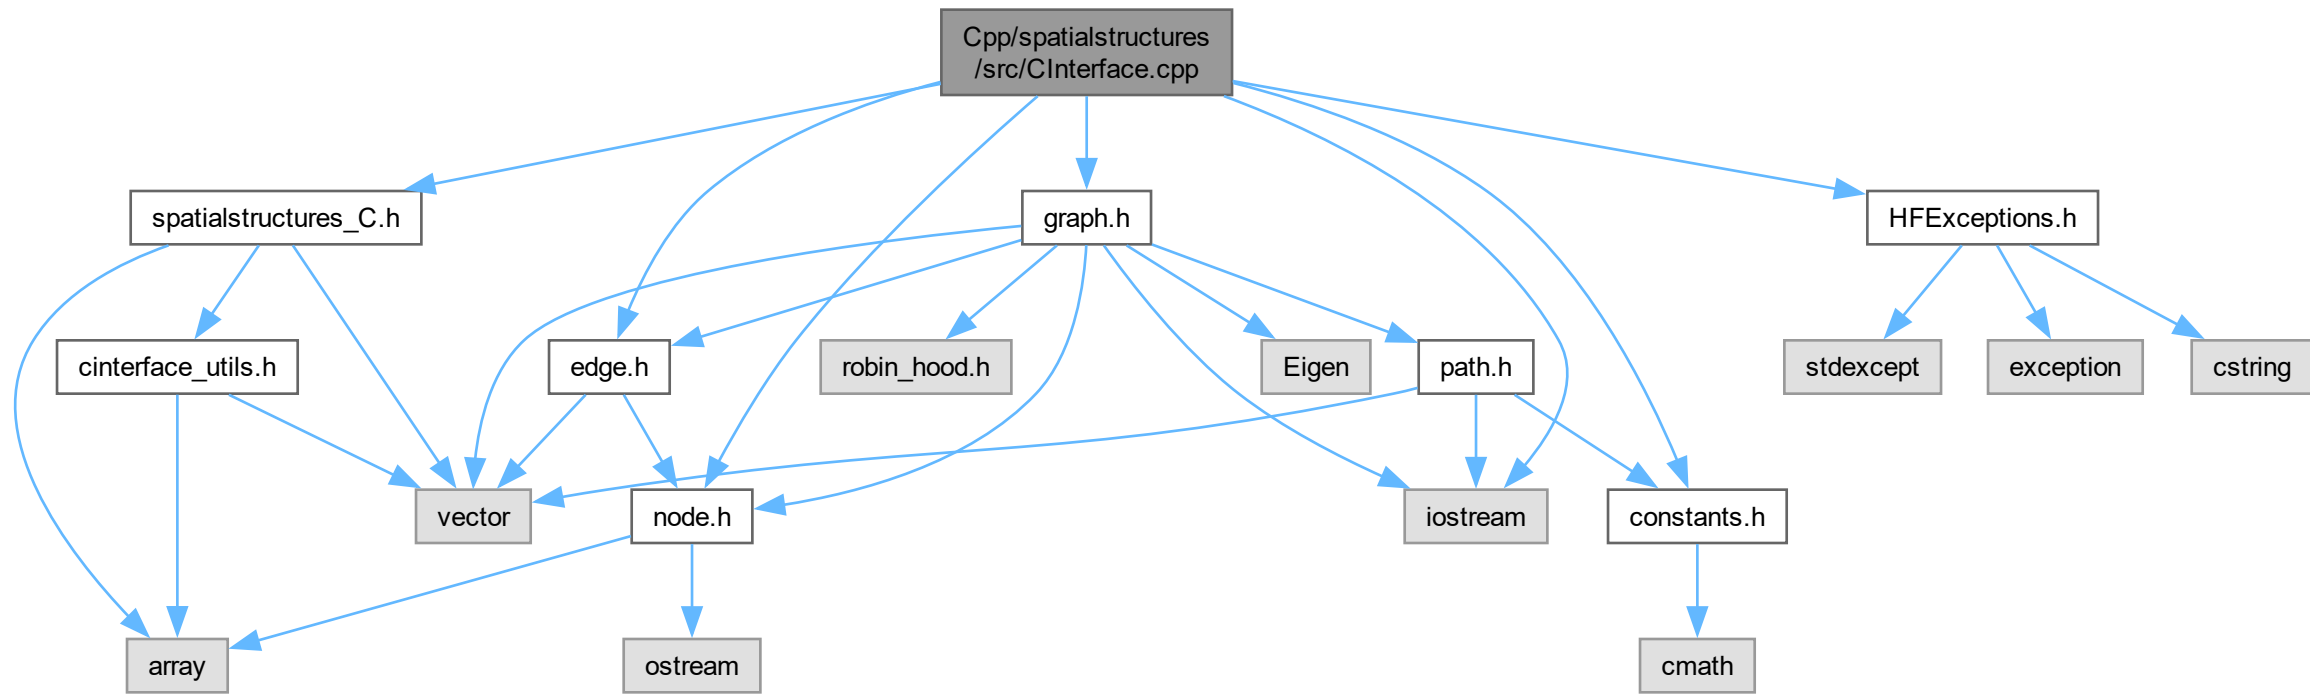 Cpp/spatialstructures
/src/CInterface.cpp
spatialstructures_C.h
graph.h
HFExceptions.h
cinterface_utils.h
edge.h
robin_hood.h
Eigen
path.h
stdexcept
exception
cstring
vector
node.h
iostream
constants.h
array
ostream
cmath